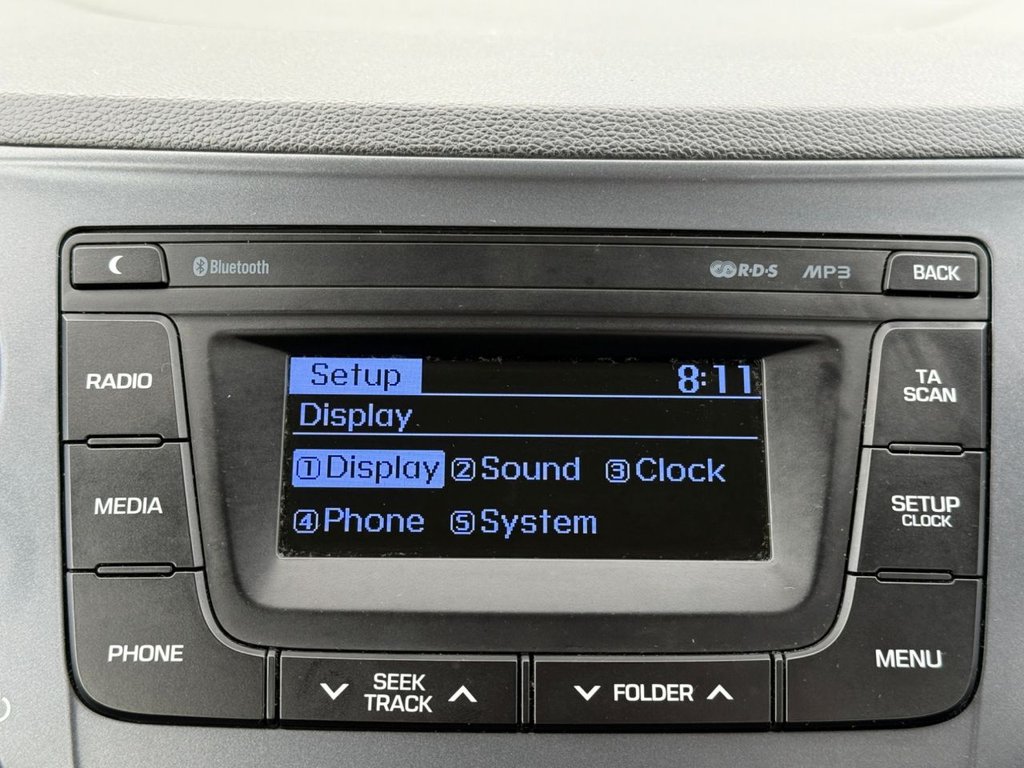 Bluetooth
R·D·S MP3
BACK
RADIO
MEDIA
PHONE
Setup 8:11
Display
1Display 2Sound 3Clock
4Phone 5System
TA
SCAN
SETUP
CLOCK
MENU
SEEK
TRACK
FOLDER